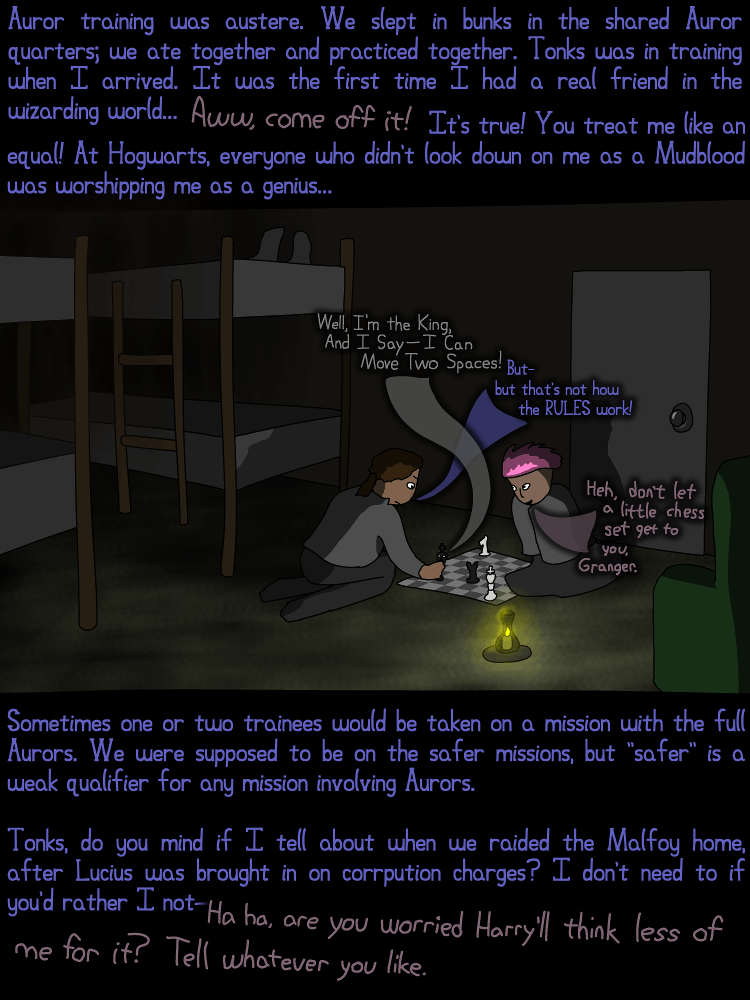 Auror training was austere. We slept in bunks in the shared Auror
quarters; we ate together and practiced together. Tonks was in training
when I arrived. It was the first time I had a real friend in the
wizarding world... Aww, come off it! It's true! You treat me like an
equal! At Hogwarts, everyone who didn't look down on me as a Mudblood
was worshipping me as a genius...
Well, I'm the King,
And I Say—I Can
Move Two Spaces!
But-
but that's not how
the RULES work!
Heh, don't let
a little chess
set get to
you,
Granger.
Sometimes one or two trainees would be taken on a mission with the full
Aurors. We were supposed to be on the safer missions, but "safer" is a
weak qualifier for any mission involving Aurors.
Tonks, do you mind if I tell about when we raided the Malfoy home,
after Lucius was brought in on corrpution charges? I don't need to if
you'd rather I not—Ha ha, are you worried Harry'll think less of
me for it? Tell whatever you like.